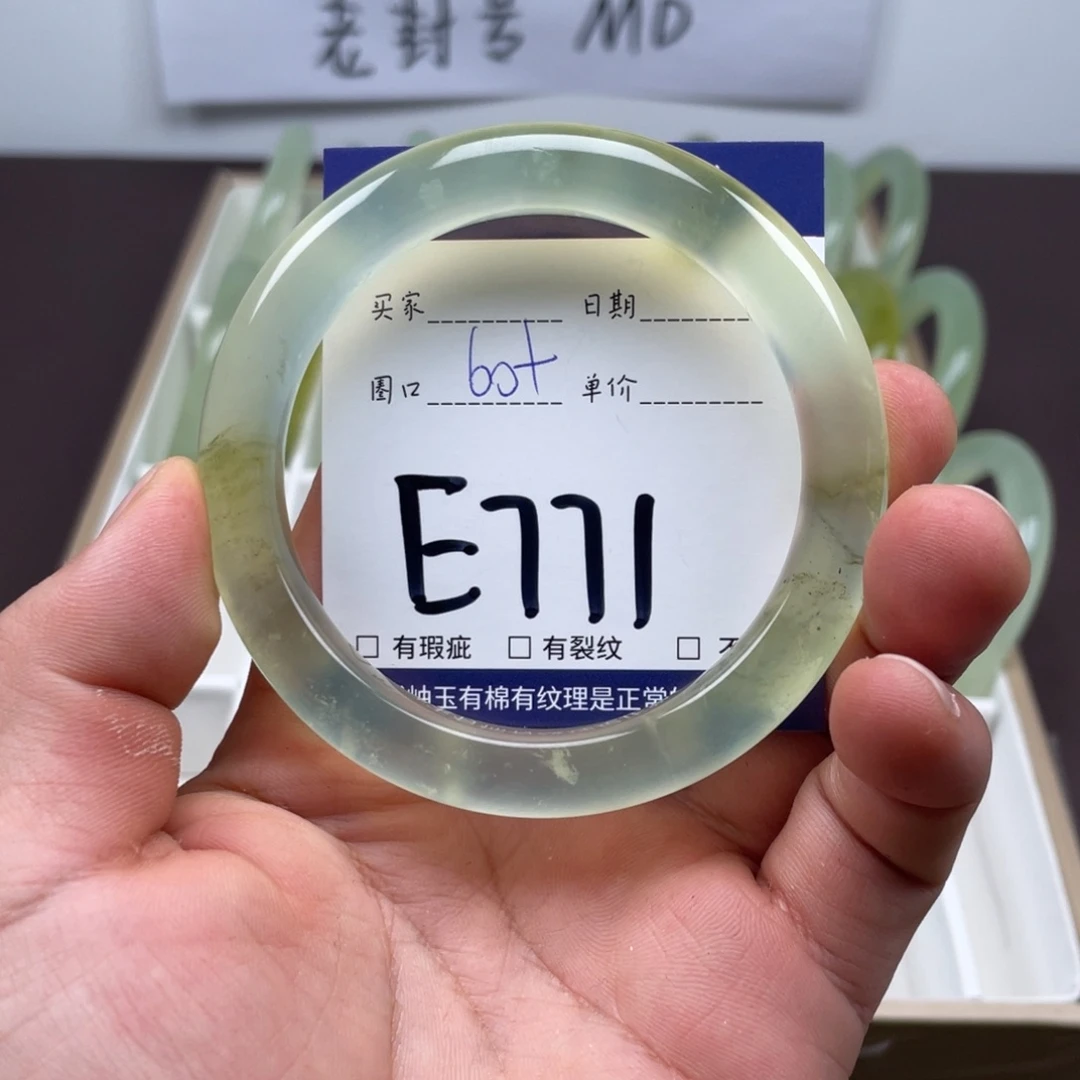 老封号 MD
买家 日期
圈口 60+ 单价
E771
□ 有瑕疵 □ 有裂纹 □
岫玉有棉有纹理是正常